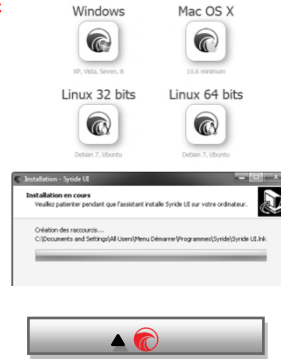 Windows
Mac OS X
XP, Vista, Seven, 8
10.6 minimum
Linux 32 bits
Linux 64 bits
Debian 7, Ubuntu
Debian 7, Ubuntu
Installation - Syride UI
Installation en cours
Veuillez patienter pendant que l'assistant installe Syride UI sur votre ordinateur.
Création des raccourcis...
C:\Documents and Settings\All Users\Menu Démarrer\Programmes\Syride\Syride UI.lnk